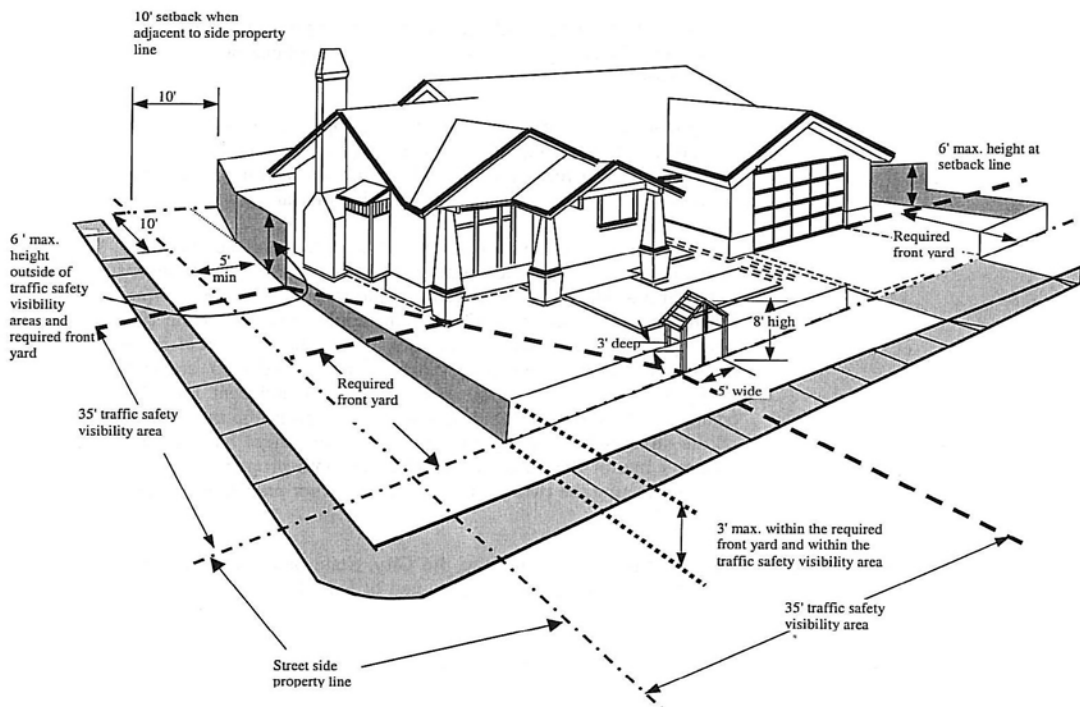 10' setback when
adjacent to side property
line
10'
6' max. height at
setback line
10'
6 ' max.
height
outside of
traffic safety
visibility
areas and
required front
yard
5'
min
Required
front yard
8' high
3' deep
5' wide
Required
front yard
35' traffic safety
visibility area
3' max. within the required
front yard and within the
traffic safety visibility area
35' traffic safety
visibility area
Street side
property line